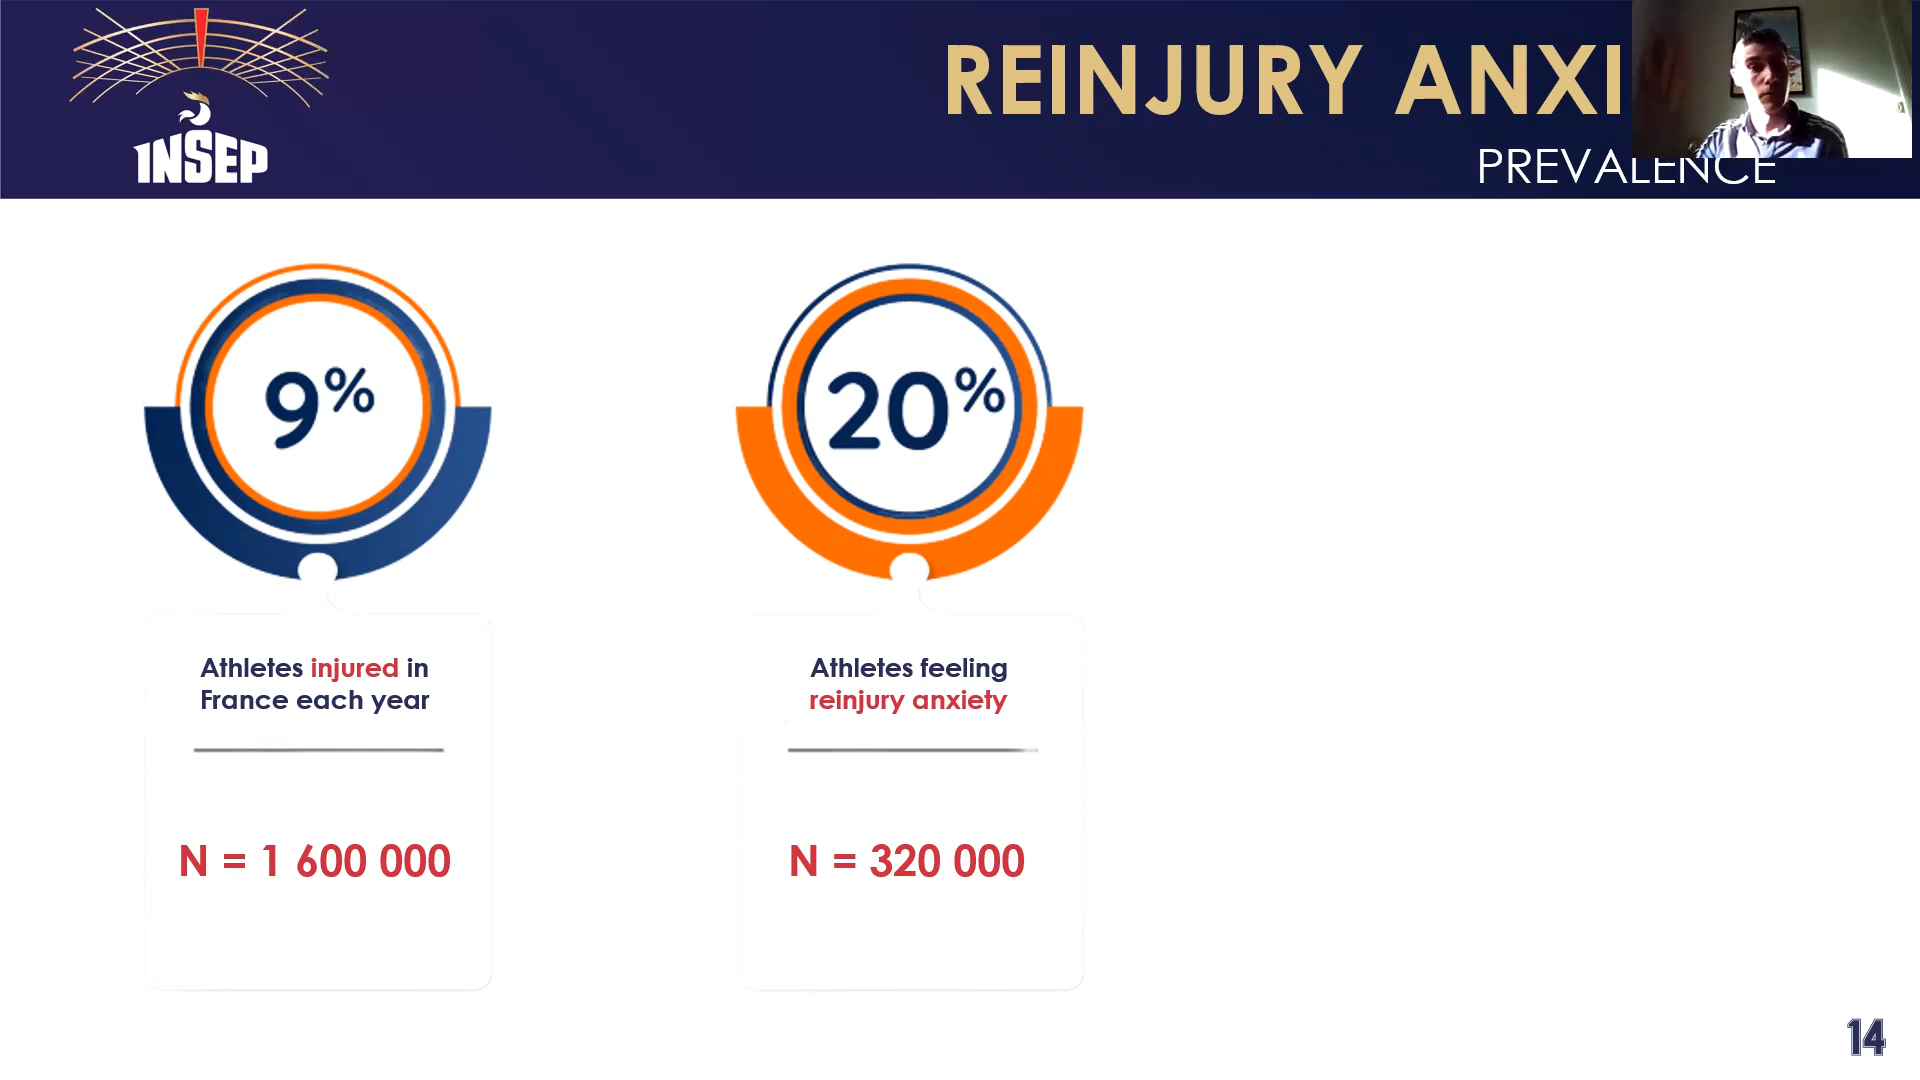 INSEP
REINJURY ANXI
PREVALENCE
9%
20%
Athletes injured in
France each year
Athletes feeling
reinjury anxiety
N = 1 600 000
N = 320 000
14